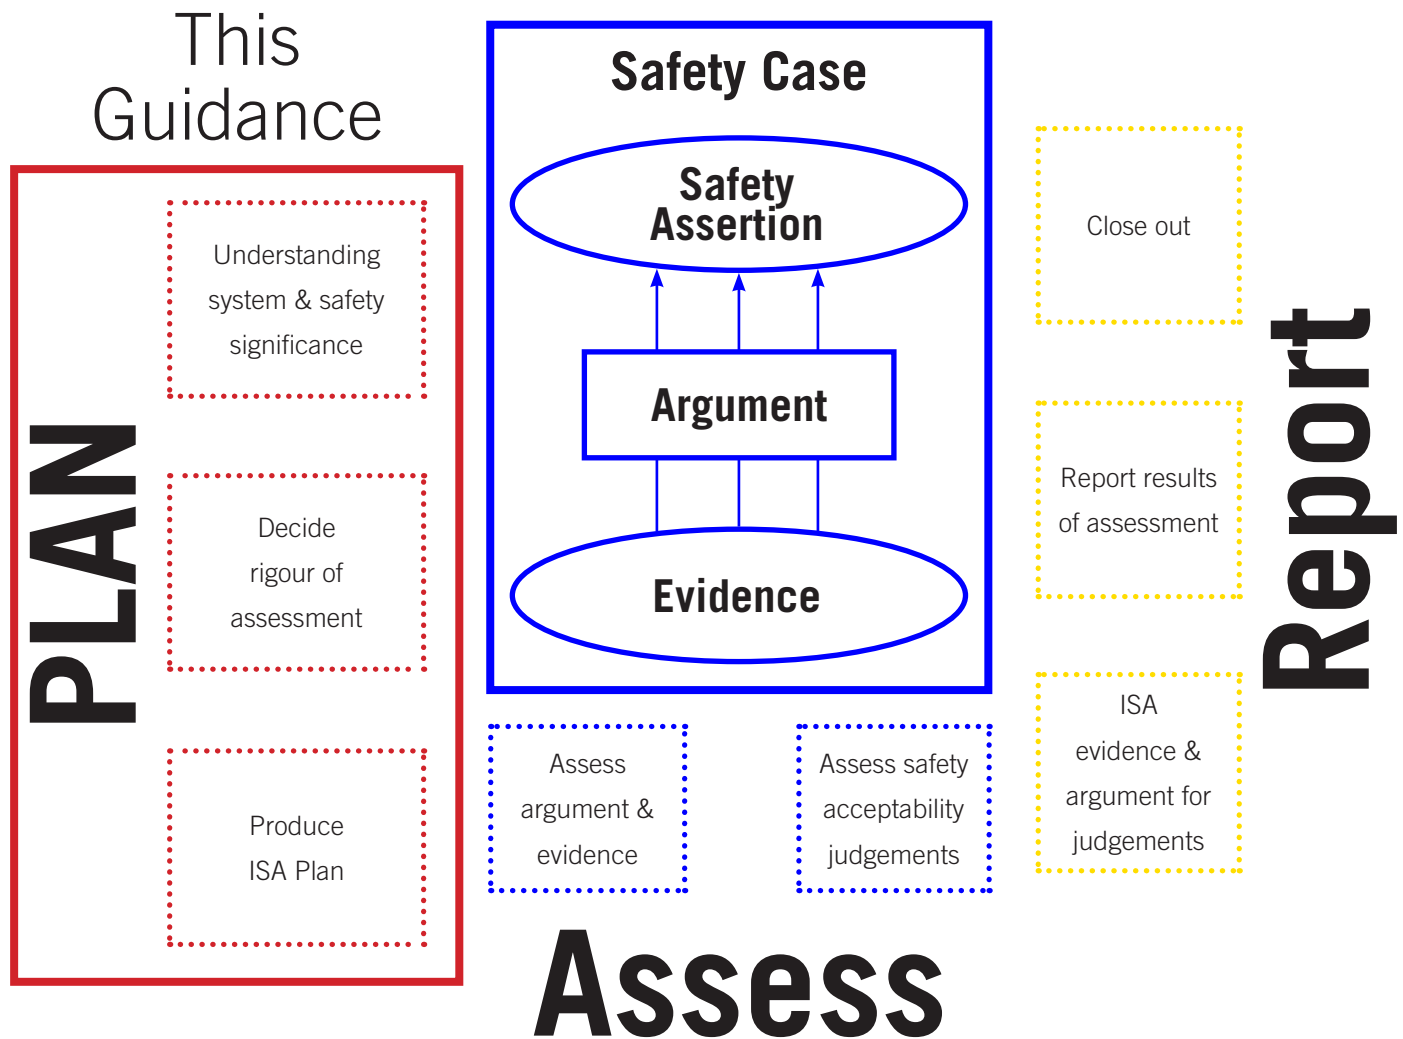 This
Guidance
PLAN
Understanding
system & safety
significance
Decide
rigour of
assessment
Produce
ISA Plan
Safety Case
Safety
Assertion
Argument
Evidence
Assess
argument &
evidence
Assess safety
acceptability
judgements
Assess
Close out
Report results
of assessment
ISA
evidence &
argument for
judgements
Report